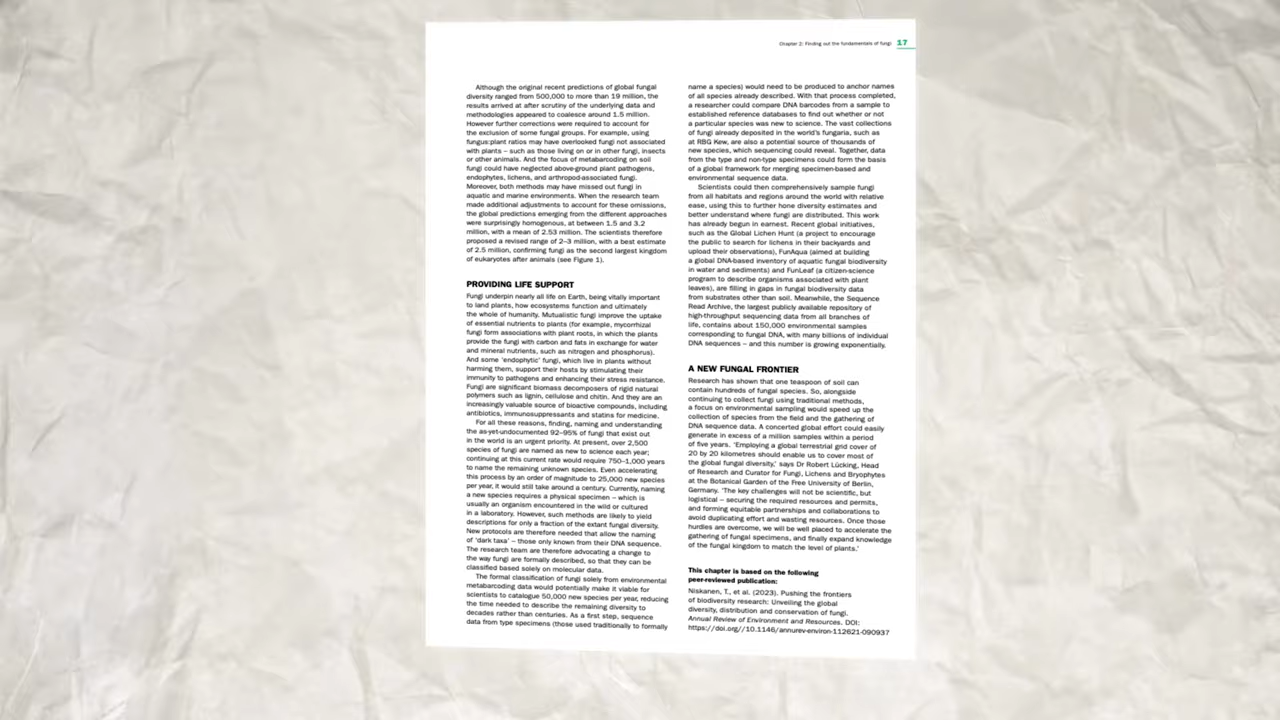 Chapter 2: Finding out the fundamentals of fungi 17
Although the original recent predictions of global fungal
diversity ranged from 500,000 to more than 19 million, the
results arrived at after scrutiny of the underlying data and
methodologies appeared to coalesce around 1.5 million.
However further corrections were required to account for
the exclusion of some fungal groups. For example, using
fungus:plant ratios may have overlooked fungi not associated
with plants – such as those living on or in other fungi, insects
or other animals. And the focus of metabarcoding on soil
fungi could have neglected above-ground plant pathogens,
endophytes, lichens, and arthropod-associated fungi.
Moreover, both methods may have missed out fungi in
aquatic and marine environments. When the research team
made additional adjustments to account for these omissions,
the global predictions emerging from the different approaches
were surprisingly homogenous, at between 1.5 and 3.2
million, with a mean of 2.53 million. The scientists therefore
proposed a revised range of 2–3 million, with a best estimate
of 2.5 million, confirming fungi as the second largest kingdom
of eukaryotes after animals (see Figure 1).
PROVIDING LIFE SUPPORT
Fungi underpin nearly all life on Earth, being vitally important
to land plants, how ecosystems function and ultimately
the whole of humanity. Mutualistic fungi improve the uptake
of essential nutrients to plants (for example, mycorrhizal
fungi form associations with plant roots, in which the plants
provide the fungi with carbon and fats in exchange for water
and mineral nutrients, such as nitrogen and phosphorus).
And some 'endophytic' fungi, which live in plants without
harming them, support their hosts by stimulating their
immunity to pathogens and enhancing their stress resistance.
Fungi are significant biomass decomposers of rigid natural
polymers such as lignin, cellulose and chitin. And they are an
increasingly valuable source of bioactive compounds, including
antibiotics, immunosuppressants and statins for medicine.
For all these reasons, finding, naming and understanding
the as-yet-undocumented 92–95% of fungi that exist out
in the world is an urgent priority. At present, over 2,500
species of fungi are named as new to science each year;
continuing at this current rate would require 750–1,000 years
to name the remaining unknown species. Even accelerating
this process by an order of magnitude to 25,000 new species
per year, it would still take around a century. Currently, naming
a new species requires a physical specimen – which is
usually an organism encountered in the wild or cultured
in a laboratory. However, such methods are likely to yield
descriptions for only a fraction of the extant fungal diversity.
New protocols are therefore needed that allow the naming
of 'dark taxa' – those only known from their DNA sequence.
The research team are therefore advocating a change to
the way fungi are formally described, so that they can be
classified based solely on molecular data.
The formal classification of fungi solely from environmental
metabarcoding data would potentially make it viable for
scientists to catalogue 50,000 new species per year, reducing
the time needed to describe the remaining diversity to
decades rather than centuries. As a first step, sequence
data from type specimens (those used traditionally to formally
name a species) would need to be produced to anchor names
of all species already described. With that process completed,
a researcher could compare DNA barcodes from a sample to
established reference databases to find out whether or not
a particular species was new to science. The vast collections
of fungi already deposited in the world's fungaria, such as
at RBG Kew, are also a potential source of thousands of
new species, which sequencing could reveal. Together, data
from the type and non-type specimens could form the basis
of a global framework for merging specimen-based and
environmental sequence data.
Scientists could then comprehensively sample fungi
from all habitats and regions around the world with relative
ease, using this to further hone diversity estimates and
better understand where fungi are distributed. This work
has already begun in earnest. Recent global initiatives,
such as the Global Lichen Hunt (a project to encourage
the public to search for lichens in their backyards and
upload their observations), FunAqua (aimed at building
a global DNA-based inventory of aquatic fungal biodiversity
in water and sediments) and FunLeaf (a citizen-science
program to describe organisms associated with plant
leaves), are filling in gaps in fungal biodiversity data
from substrates other than soil. Meanwhile, the Sequence
Read Archive, the largest publicly available repository of
high-throughput sequencing data from all branches of
life, contains about 150,000 environmental samples
corresponding to fungal DNA, with many billions of individual
DNA sequences – and this number is growing exponentially.
A NEW FUNGAL FRONTIER
Research has shown that one teaspoon of soil can
contain hundreds of fungal species. So, alongside
continuing to collect fungi using traditional methods,
a focus on environmental sampling would speed up the
collection of species from the field and the gathering of
DNA sequence data. A concerted global effort could easily
generate in excess of a million samples within a period
of five years. 'Employing a global terrestrial grid cover of
20 by 20 kilometres should enable us to cover most of
the global fungal diversity,' says Dr Robert Lücking, Head
of Research and Curator for Fungi, Lichens and Bryophytes
at the Botanical Garden of the Free University of Berlin,
Germany. 'The key challenges will not be scientific, but
logistical – securing the required resources and permits,
and forming equitable partnerships and collaborations to
avoid duplicating effort and wasting resources. Once those
hurdles are overcome, we will be well placed to accelerate the
gathering of fungal specimens, and finally expand knowledge
of the fungal kingdom to match the level of plants.'
This chapter is based on the following
peer-reviewed publication:
Niskanen, T., et al. (2023). Pushing the frontiers
of biodiversity research: Unveiling the global
diversity, distribution and conservation of fungi.
Annual Review of Environment and Resources. DOI:
https://doi.org//10.1146/annurev-environ-112621-090937